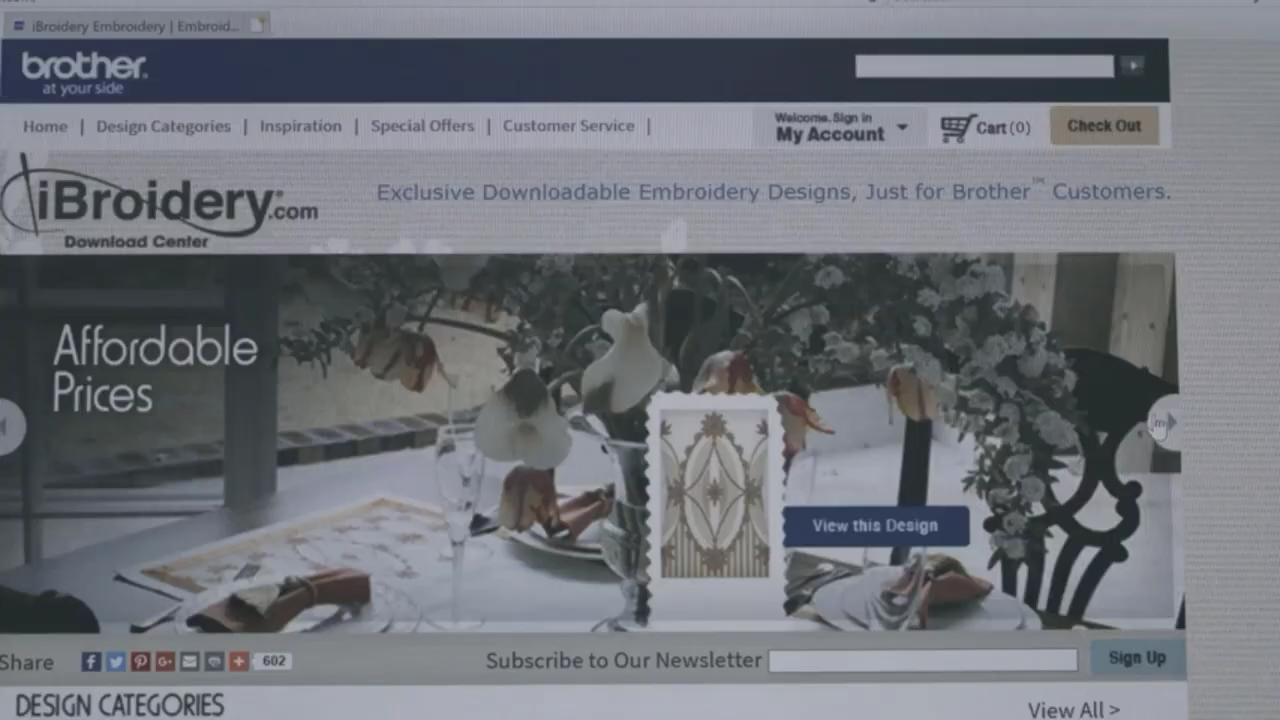 iBroidery Embroidery | Embroid...
brother
at your side
Home | Design Categories | Inspiration | Special Offers | Customer Service |
Welcome. Sign in
My Account
Cart (0)
Check Out
iBroidery.com
Download Center
Exclusive Downloadable Embroidery Designs, Just for Brother™ Customers.
Affordable
Prices
View this Design
Share
602
Subscribe to Our Newsletter
Sign Up
DESIGN CATEGORIES
View All >